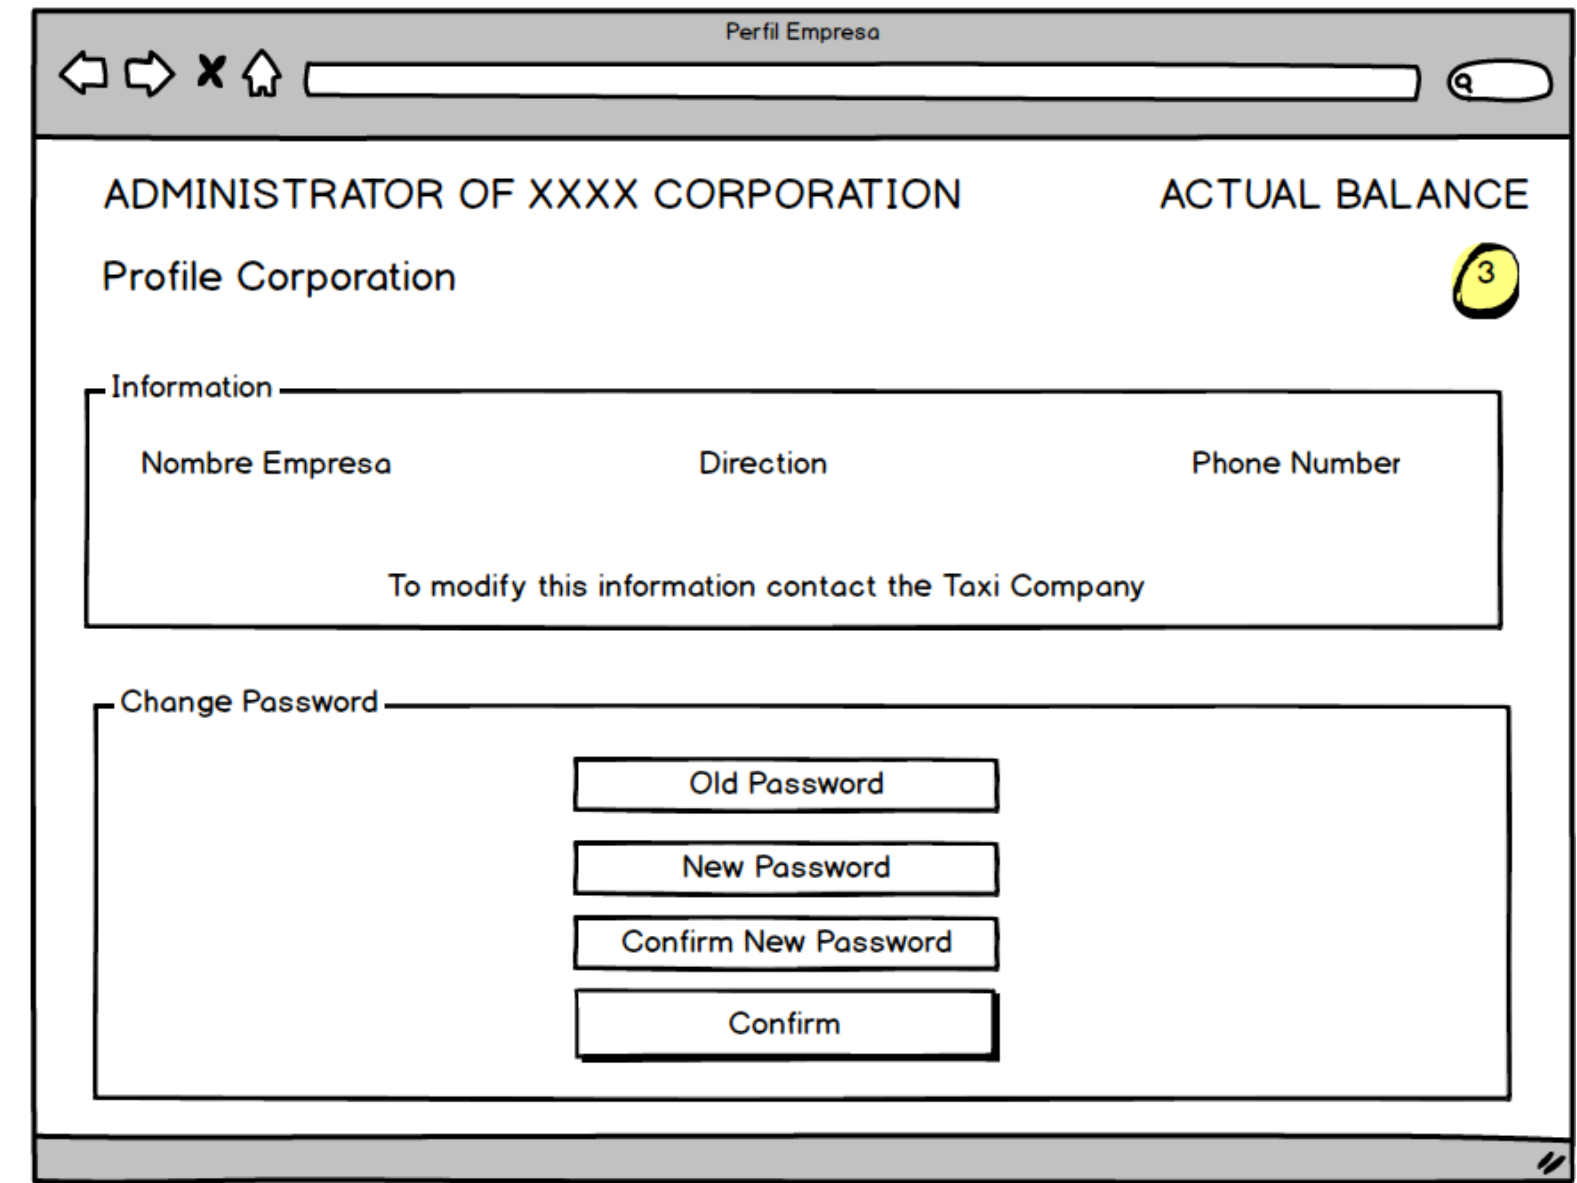 Perfil Empresa
ADMINISTRATOR OF XXXX CORPORATION
ACTUAL BALANCE
Profile Corporation
3
Information
Nombre Empresa
Direction
Phone Number
To modify this information contact the Taxi Company
Change Password
Old Password
New Password
Confirm New Password
Confirm